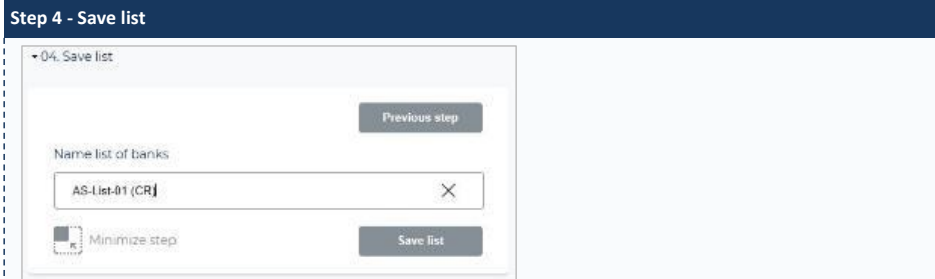 Step 4 - Save list
04. Save list
Previous step
Name list of banks
AS-List-01 (CR)
Minimize step
Save list